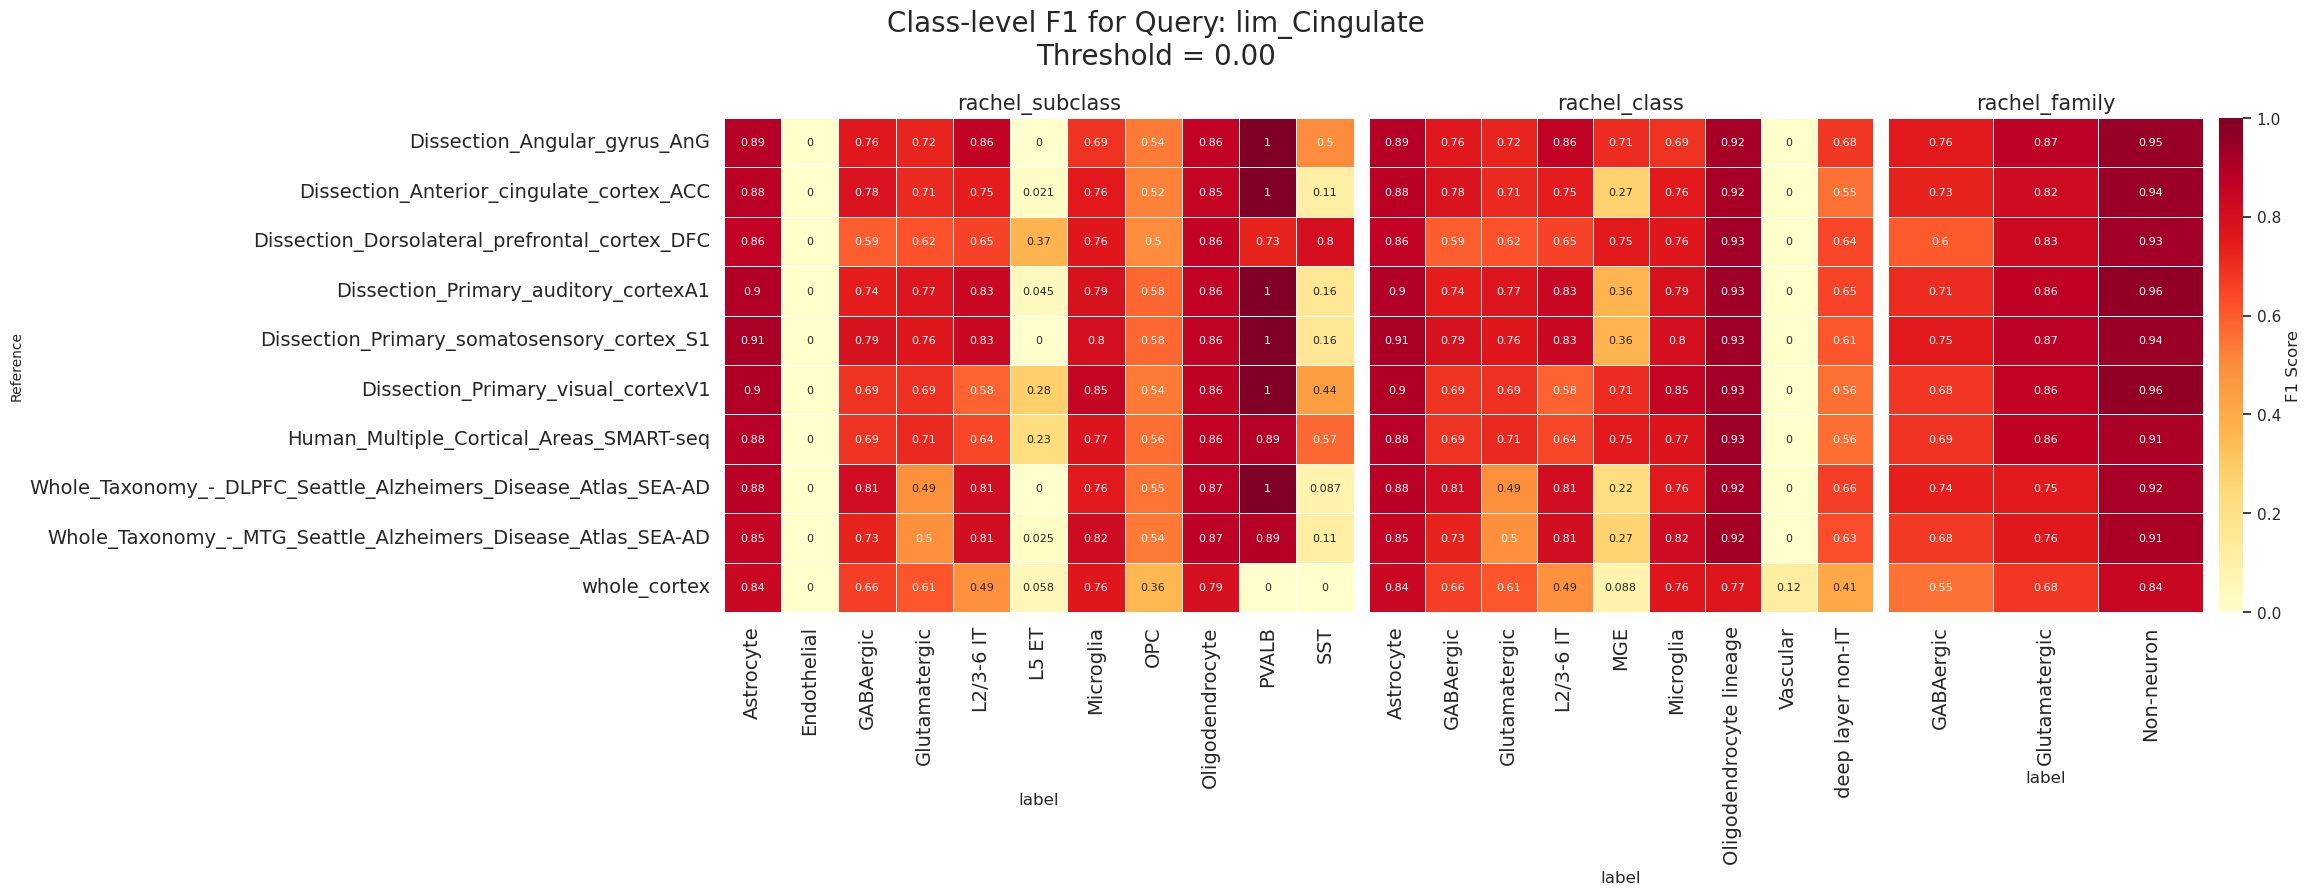 Class-level F1 for Query: lim_Cingulate
Threshold = 0.00
rachel_subclass
rachel_class
rachel_family
Reference
Dissection_Angular_gyrus_AnG 0.89 0 0.76 0.72 0.86 0 0.69 0.54 0.86 1 0.5 0.89 0.76 0.72 0.86 0.71 0.69 0.92 0 0.68 0.76 0.87 0.95
Dissection_Anterior_cingulate_cortex_ACC 0.88 0 0.78 0.71 0.75 0.021 0.76 0.52 0.85 1 0.11 0.88 0.78 0.71 0.75 0.27 0.76 0.92 0 0.55 0.73 0.82 0.94
Dissection_Dorsolateral_prefrontal_cortex_DFC 0.86 0 0.59 0.62 0.65 0.37 0.76 0.5 0.86 0.73 0.8 0.86 0.59 0.62 0.65 0.75 0.76 0.93 0 0.64 0.6 0.83 0.93
Dissection_Primary_auditory_cortexA1 0.9 0 0.74 0.77 0.83 0.045 0.79 0.58 0.86 1 0.16 0.9 0.74 0.77 0.83 0.36 0.79 0.93 0 0.65 0.71 0.86 0.96
Dissection_Primary_somatosensory_cortex_S1 0.91 0 0.79 0.76 0.83 0 0.8 0.58 0.86 1 0.16 0.91 0.79 0.76 0.83 0.36 0.8 0.93 0 0.61 0.75 0.87 0.94
Dissection_Primary_visual_cortexV1 0.9 0 0.69 0.69 0.58 0.28 0.85 0.54 0.86 1 0.44 0.9 0.69 0.69 0.58 0.71 0.85 0.93 0 0.56 0.68 0.86 0.96
Human_Multiple_Cortical_Areas_SMART-seq 0.88 0 0.69 0.71 0.64 0.23 0.77 0.56 0.86 0.89 0.57 0.88 0.69 0.71 0.64 0.75 0.77 0.93 0 0.56 0.69 0.86 0.91
Whole_Taxonomy_-_DLPFC_Seattle_Alzheimers_Disease_Atlas_SEA-AD 0.88 0 0.81 0.49 0.81 0 0.76 0.55 0.87 1 0.087 0.88 0.81 0.49 0.81 0.22 0.76 0.92 0 0.66 0.74 0.75 0.92
Whole_Taxonomy_-_MTG_Seattle_Alzheimers_Disease_Atlas_SEA-AD 0.85 0 0.73 0.5 0.81 0.025 0.82 0.54 0.87 0.89 0.11 0.85 0.73 0.5 0.81 0.27 0.82 0.92 0 0.63 0.68 0.76 0.91
whole_cortex 0.84 0 0.66 0.61 0.49 0.058 0.76 0.36 0.79 0 0 0.84 0.66 0.61 0.49 0.088 0.76 0.77 0.12 0.41 0.55 0.68 0.84
Astrocyte
Endothelial
GABAergic
Glutamatergic
L2/3-6 IT
L5 ET
Microglia
OPC
Oligodendrocyte
PVALB
SST
label
Astrocyte
GABAergic
Glutamatergic
L2/3-6 IT
MGE
Microglia
Oligodendrocyte lineage
Vascular
deep layer non-IT
label
GABAergic
Glutamatergic
Non-neuron
label
1.0
0.8
0.6
0.4
0.2
0.0
F1 Score